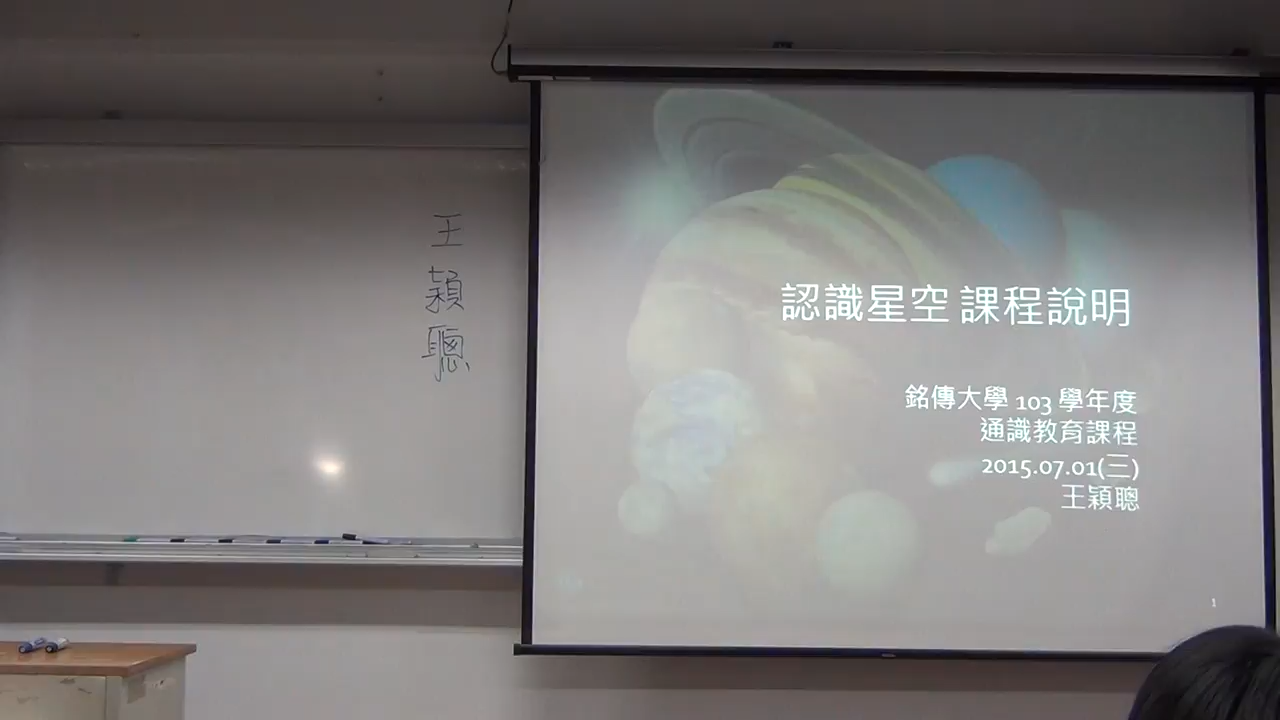 王
穎
聰
認識星空 課程說明
銘傳大學 103 學年度
通識教育課程
2015.07.01(三)
王穎聰
1